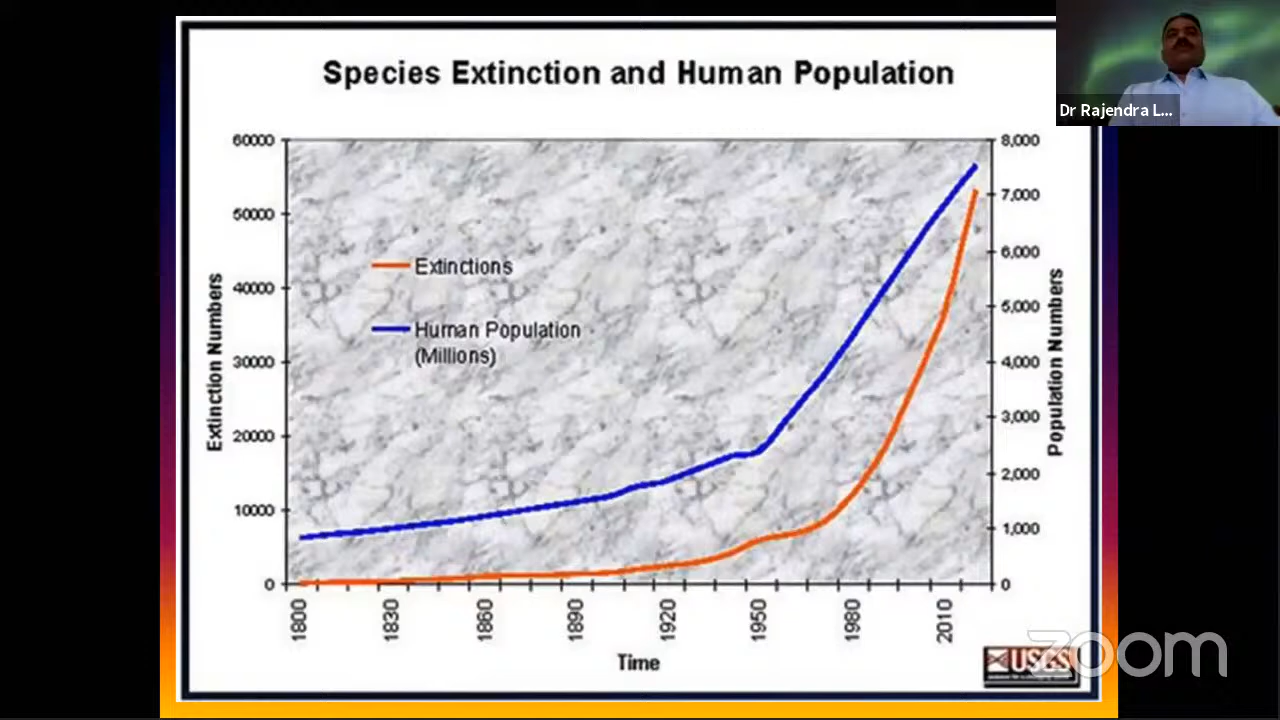 Species Extinction and Human Population
Dr Rajendra L...
60000
50000
40000
30000
20000
10000
0
Extinction Numbers
Extinctions
Human Population
(Millions)
8,000
7,000
6,000
5,000
4,000
3,000
2,000
1,000
0
Population Numbers
1800
1830
1860
1890
1920
1950
1980
2010
Time
USGS
zoom